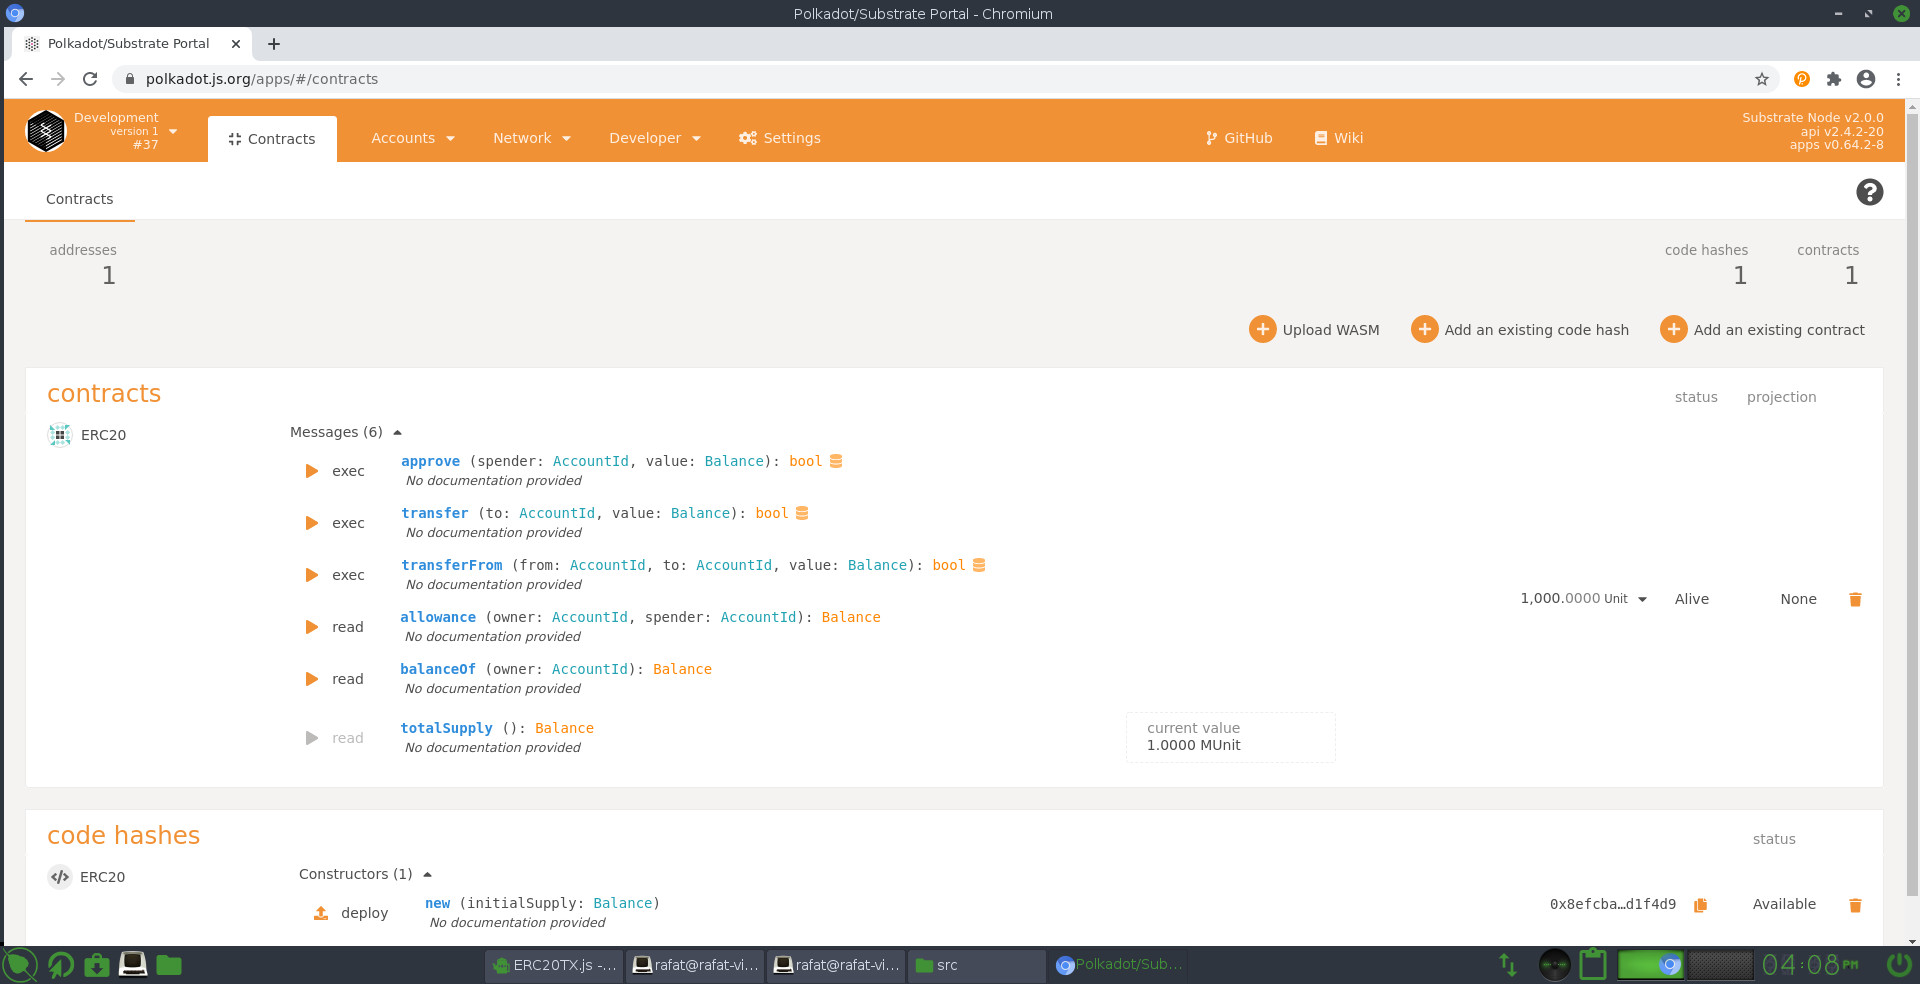 Polkadot/Substrate Portal - Chromium
Polkadot/Substrate Portal
polkadot.js.org/apps/#/contracts
Development
version 1
#37
Contracts
Accounts
Network
Developer
Settings
GitHub
Wiki
Substrate Node v2.0.0
api v2.4.2-20
apps v0.64.2-8
Contracts
addresses
1
code hashes
1
contracts
1
Upload WASM
Add an existing code hash
Add an existing contract
contracts
status
projection
ERC20
Messages (6)
exec
approve (spender: AccountId, value: Balance): bool
No documentation provided
exec
transfer (to: AccountId, value: Balance): bool
No documentation provided
exec
transferFrom (from: AccountId, to: AccountId, value: Balance): bool
No documentation provided
read
allowance (owner: AccountId, spender: AccountId): Balance
No documentation provided
read
balanceOf (owner: AccountId): Balance
No documentation provided
read
totalSupply (): Balance
No documentation provided
current value
1.0000 MUnit
1,000.0000 Unit
Alive
None
code hashes
status
ERC20
Constructors (1)
deploy
new (initialSupply: Balance)
No documentation provided
0x8efcba…d1f4d9
Available
ERC20TX.js -...
rafat@rafat-vi...
rafat@rafat-vi...
src
Polkadot/Sub...
04:08PM